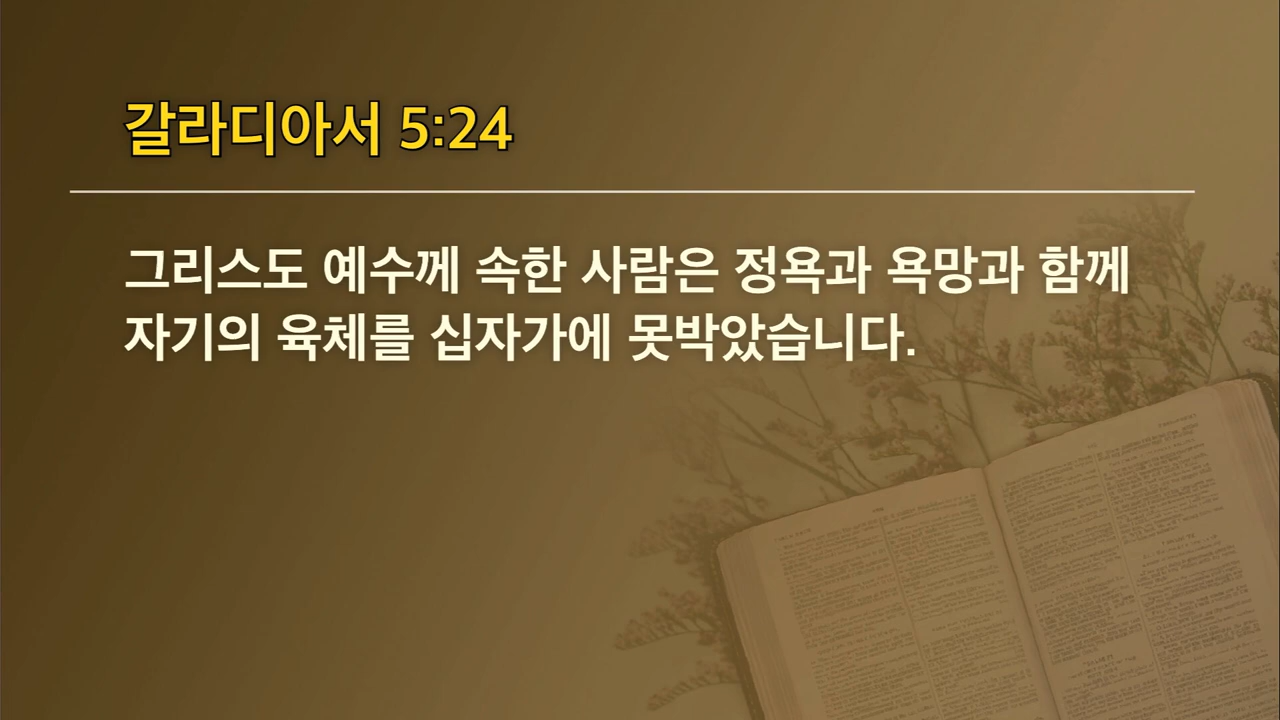 갈라디아서 5:24
그리스도 예수께 속한 사람은 정욕과 욕망과 함께
자기의 육체를 십자가에 못박았습니다.